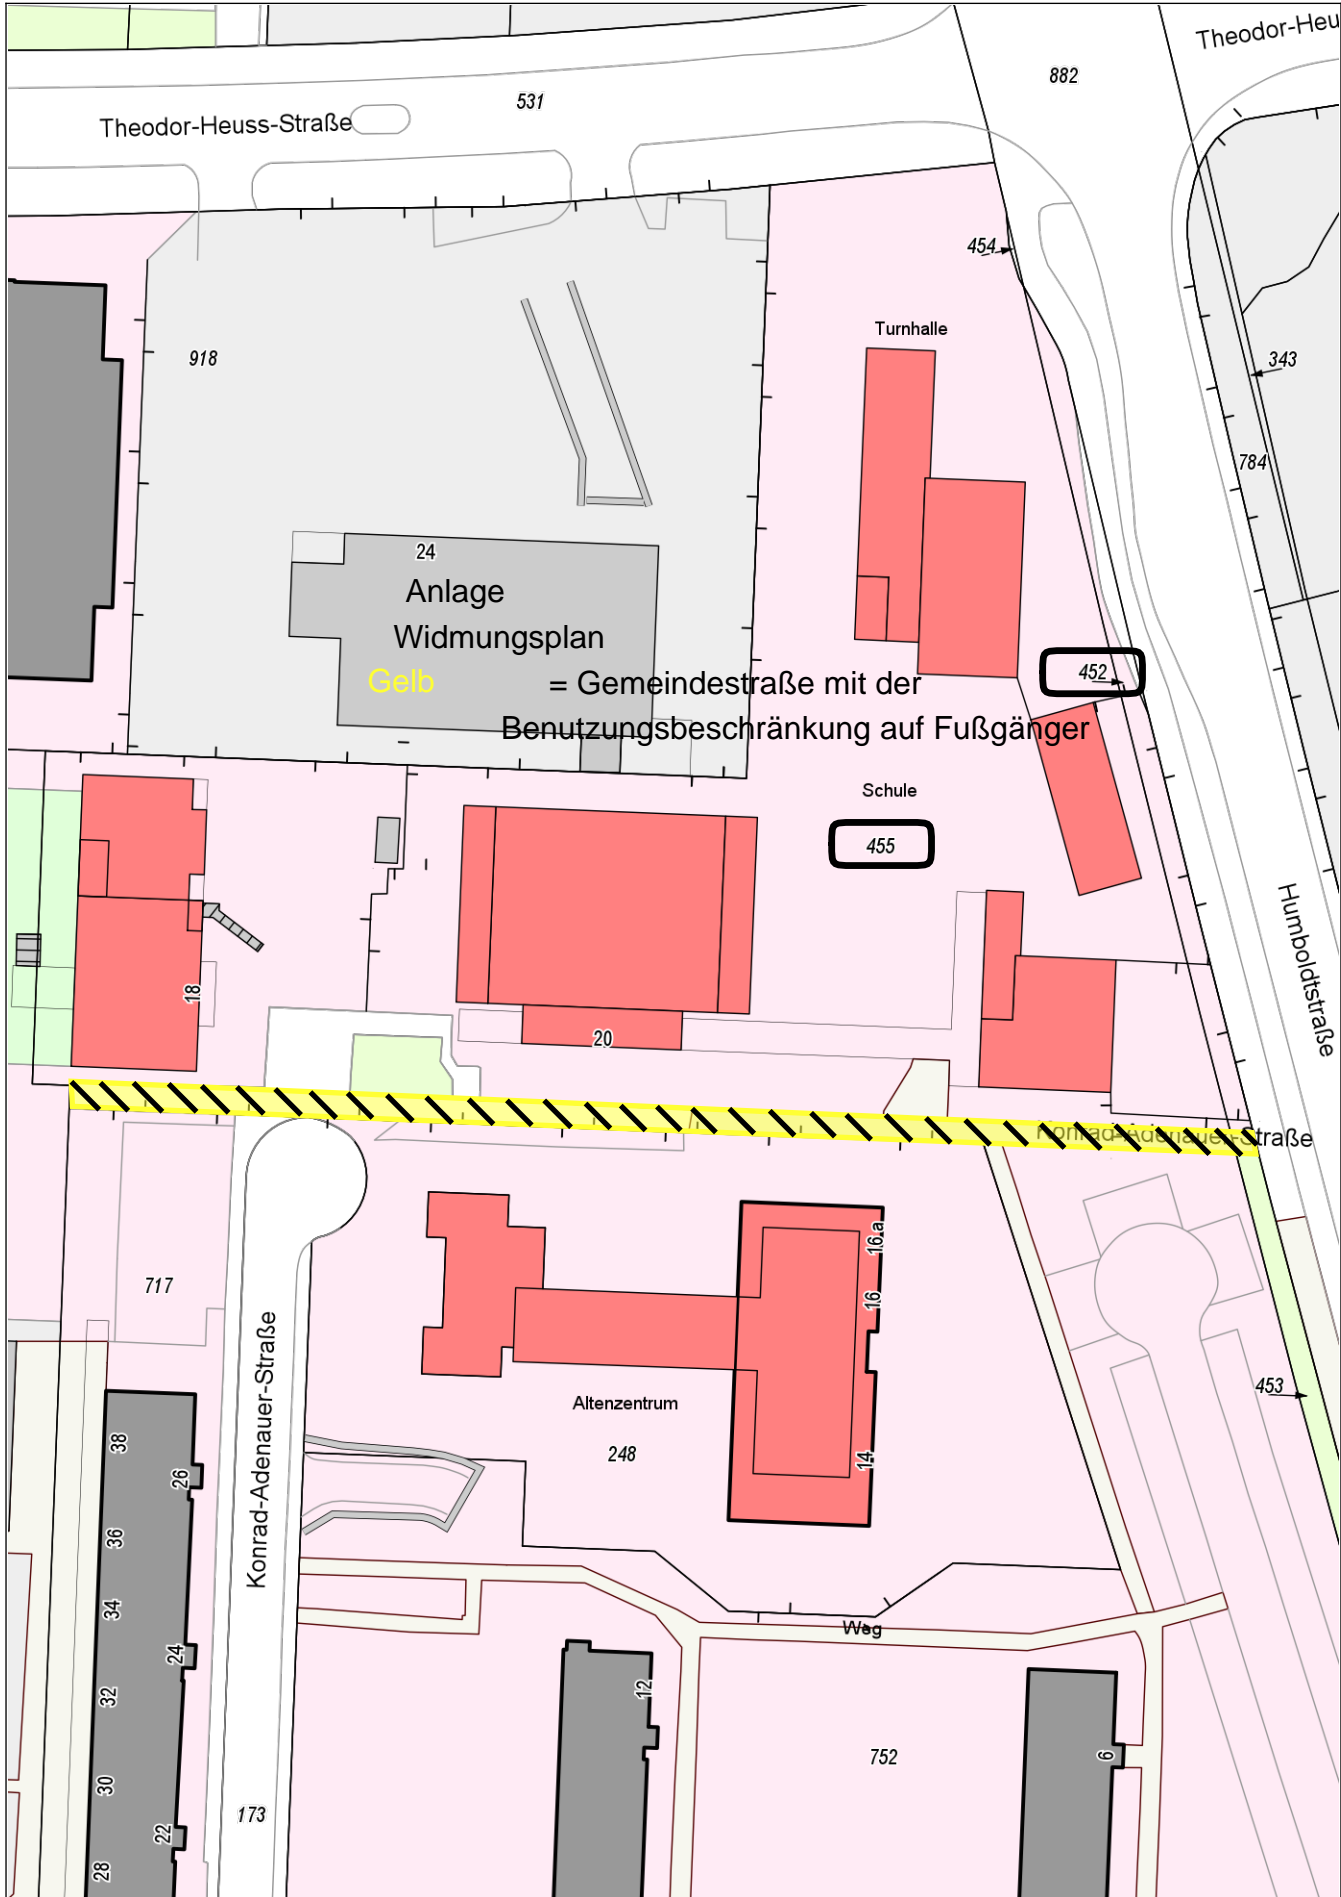 Theodor-Heu
882
531
Theodor-Heuss-Straße
454
Turnhalle
918
343
784
24
Anlage
Widmungsplan
452
Gelb = Gemeindestraße mit der
Benutzungsbeschränkung auf Fußgänger
Schule
455
Humboldtstraße
18
20
Konrad-Adenauer-Straße
16a
717
16
Konrad-Adenauer-Straße
453
Altenzentrum
38
248
14
26
36
34
Weg
24
32
12
752
6
30
173
22
28